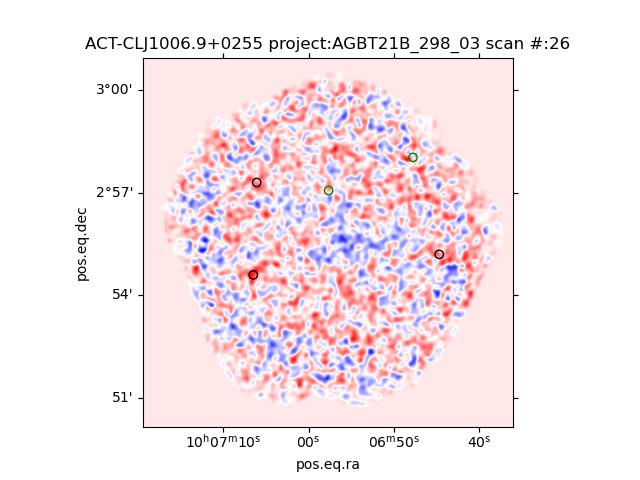 ACT-CLJ1006.9+0255 project:AGBT21B_298_03 scan #:26
3°00'
2°57'
54'
51'
pos.eq.dec
10ʰ07ᵐ10ˢ 00ˢ 06ᵐ50ˢ 40ˢ
pos.eq.ra